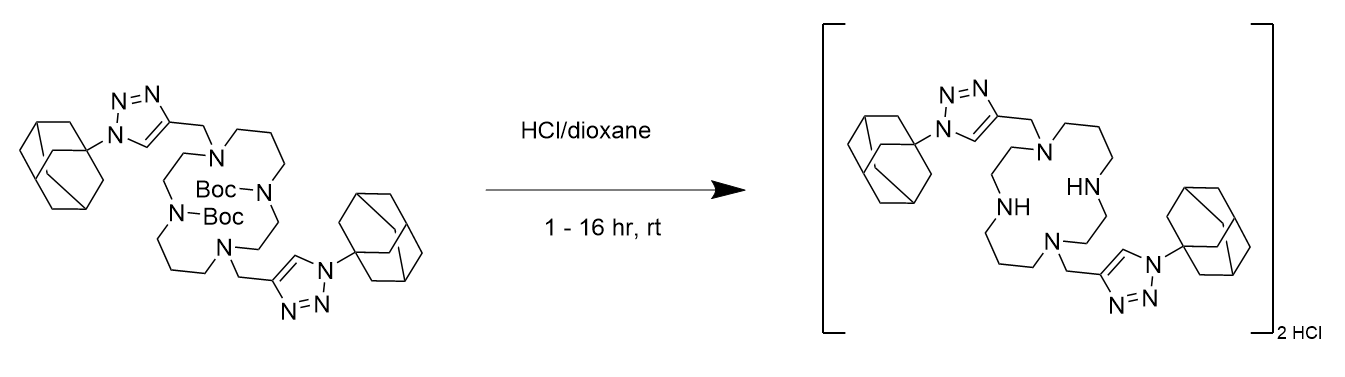 HCl/dioxane
1 - 16 hr, rt
N=N
N
N
Boc-N
N-Boc
N
N
N=N
N=N
N
N
HN
NH
N
N
N=N
2 HCl